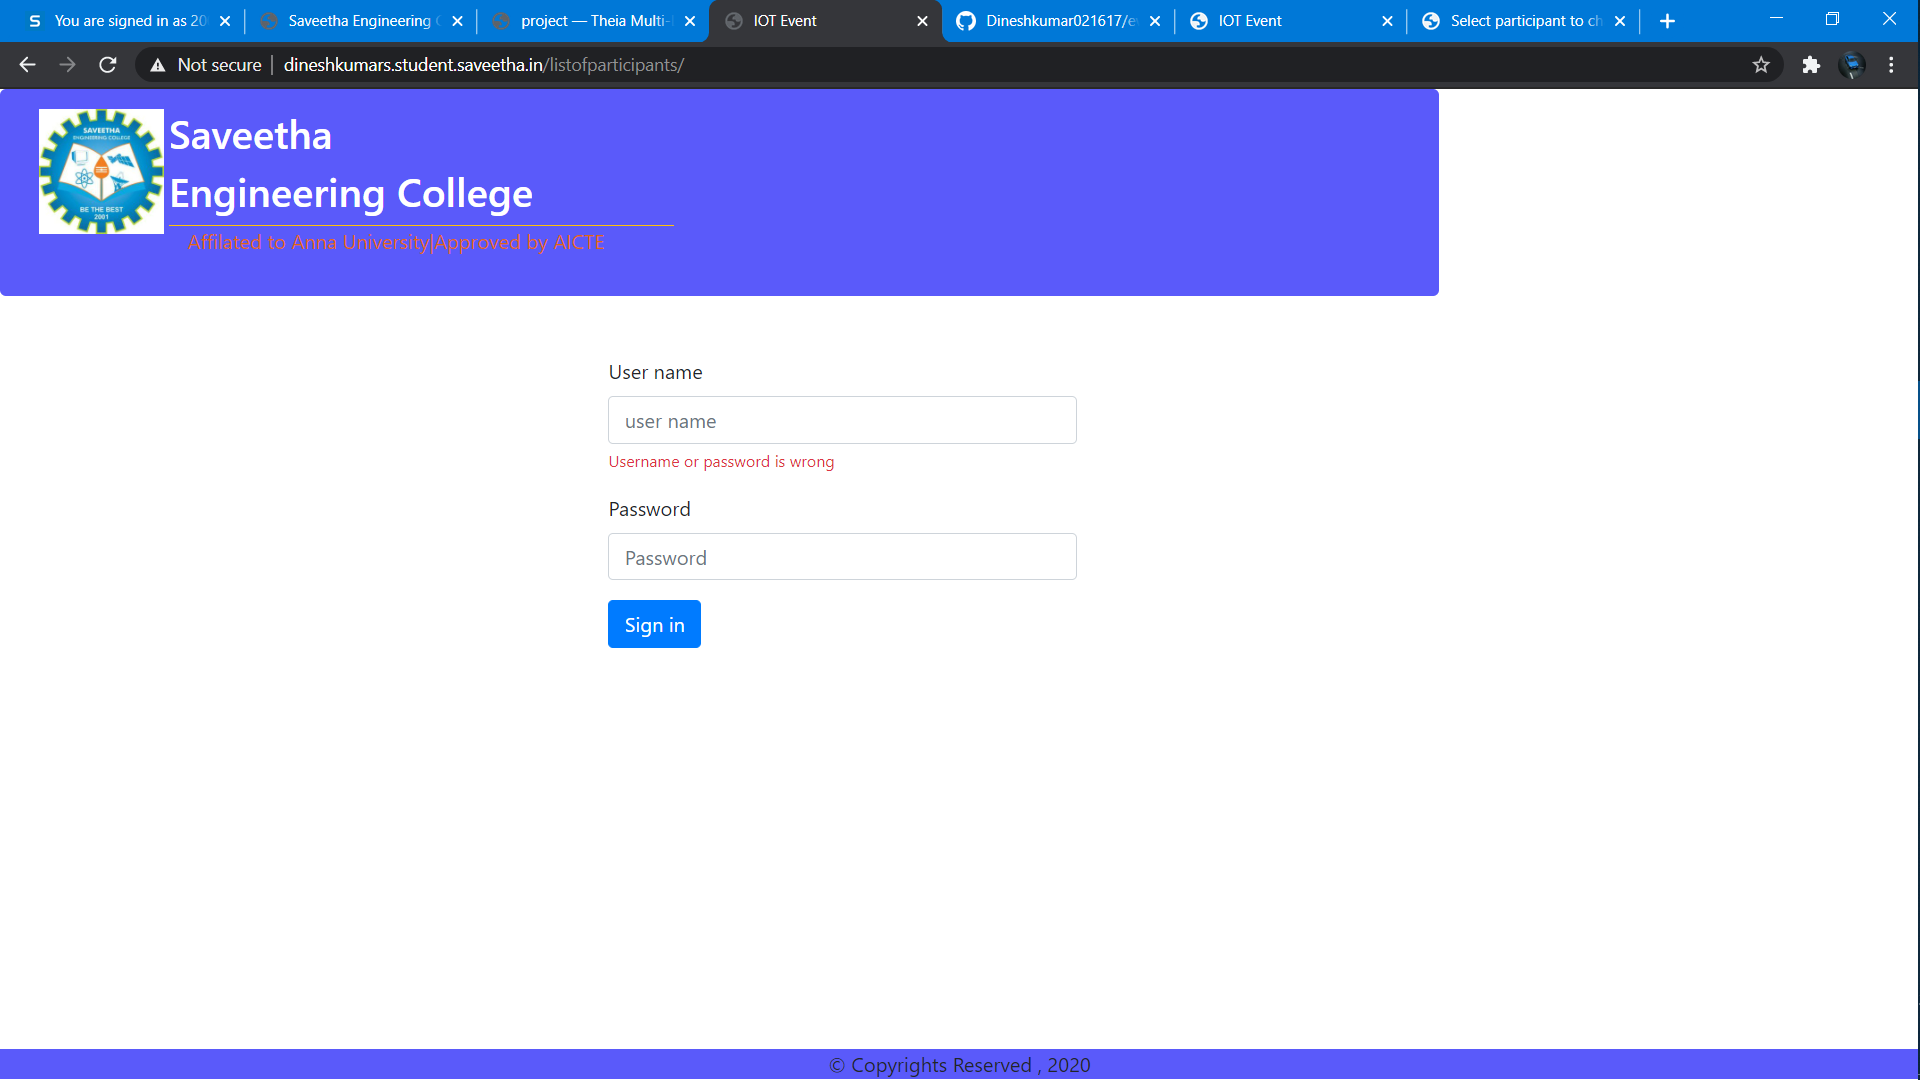 You are signed in as 20
Saveetha Engineering C
project — Theia Multi-
IOT Event
Dineshkumar021617/e
IOT Event
Select participant to ch
Not secure
dineshkumars.student.saveetha.in/listofparticipants/
SAVEETHA
ENGINEERING COLLEGE
BE THE BEST
2001
Saveetha
Engineering College
Affilated to Anna University|Approved by AICTE
User name
user name
Username or password is wrong
Password
Password
Sign in
© Copyrights Reserved , 2020